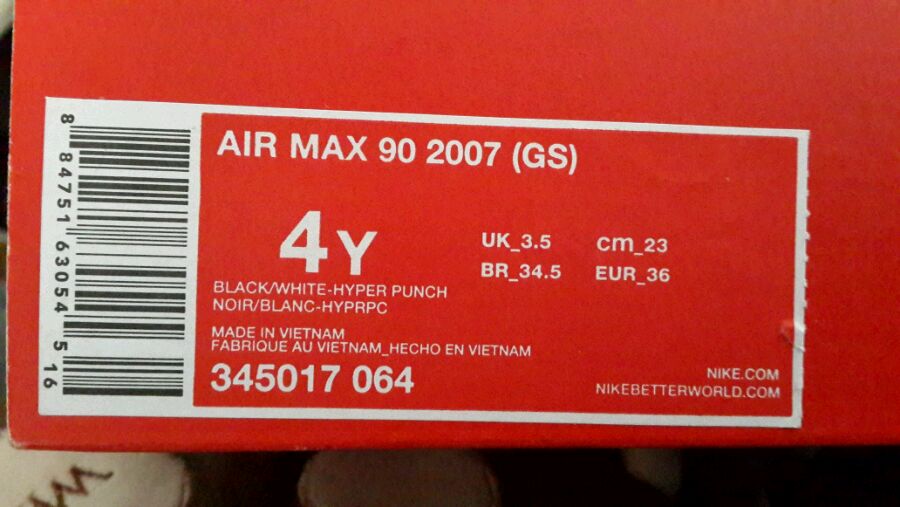 AIR MAX 90 2007 (GS)
4Y
UK_3.5 cm_23
BR_34.5 EUR_36
BLACK/WHITE-HYPER PUNCH
NOIR/BLANC-HYPRPC
MADE IN VIETNAM
FABRIQUE AU VIETNAM_HECHO EN VIETNAM
345017 064
NIKE.COM
NIKEBETTERWORLD.COM
8 84751 63054 5 16